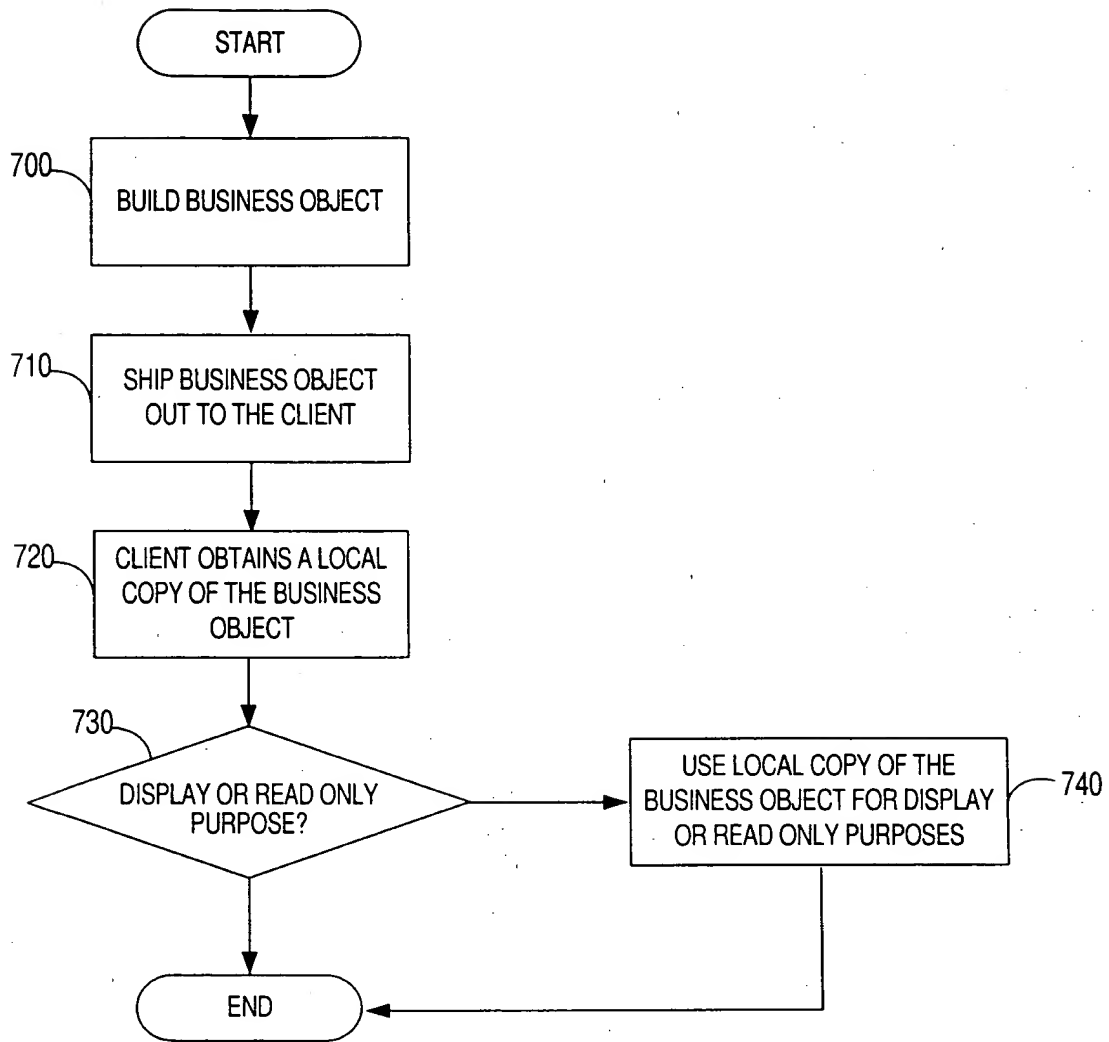 START
700
BUILD BUSINESS OBJECT
710
SHIP BUSINESS OBJECT
OUT TO THE CLIENT
720
CLIENT OBTAINS A LOCAL
COPY OF THE BUSINESS
OBJECT
730
DISPLAY OR READ ONLY
PURPOSE?
USE LOCAL COPY OF THE
BUSINESS OBJECT FOR DISPLAY
OR READ ONLY PURPOSES
740
END